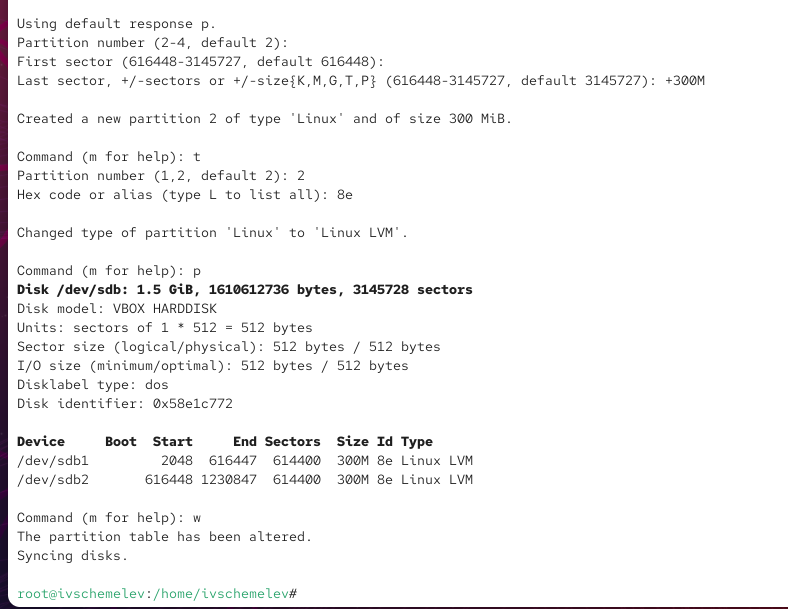 Using default response p.
Partition number (2-4, default 2):
First sector (616448-3145727, default 616448):
Last sector, +/-sectors or +/-size{K,M,G,T,P} (616448-3145727, default 3145727): +300M
Created a new partition 2 of type 'Linux' and of size 300 MiB.
Command (m for help): t
Partition number (1,2, default 2): 2
Hex code or alias (type L to list all): 8e
Changed type of partition 'Linux' to 'Linux LVM'.
Command (m for help): p
Disk /dev/sdb: 1.5 GiB, 1610612736 bytes, 3145728 sectors
Disk model: VBOX HARDDISK
Units: sectors of 1 * 512 = 512 bytes
Sector size (logical/physical): 512 bytes / 512 bytes
I/O size (minimum/optimal): 512 bytes / 512 bytes
Disklabel type: dos
Disk identifier: 0x58e1c772
Device     Boot  Start     End Sectors  Size Id Type
/dev/sdb1         2048  616447  614400  300M 8e Linux LVM
/dev/sdb2       616448 1230847  614400  300M 8e Linux LVM
Command (m for help): w
The partition table has been altered.
Syncing disks.
root@ivschemelev:/home/ivschemelev#